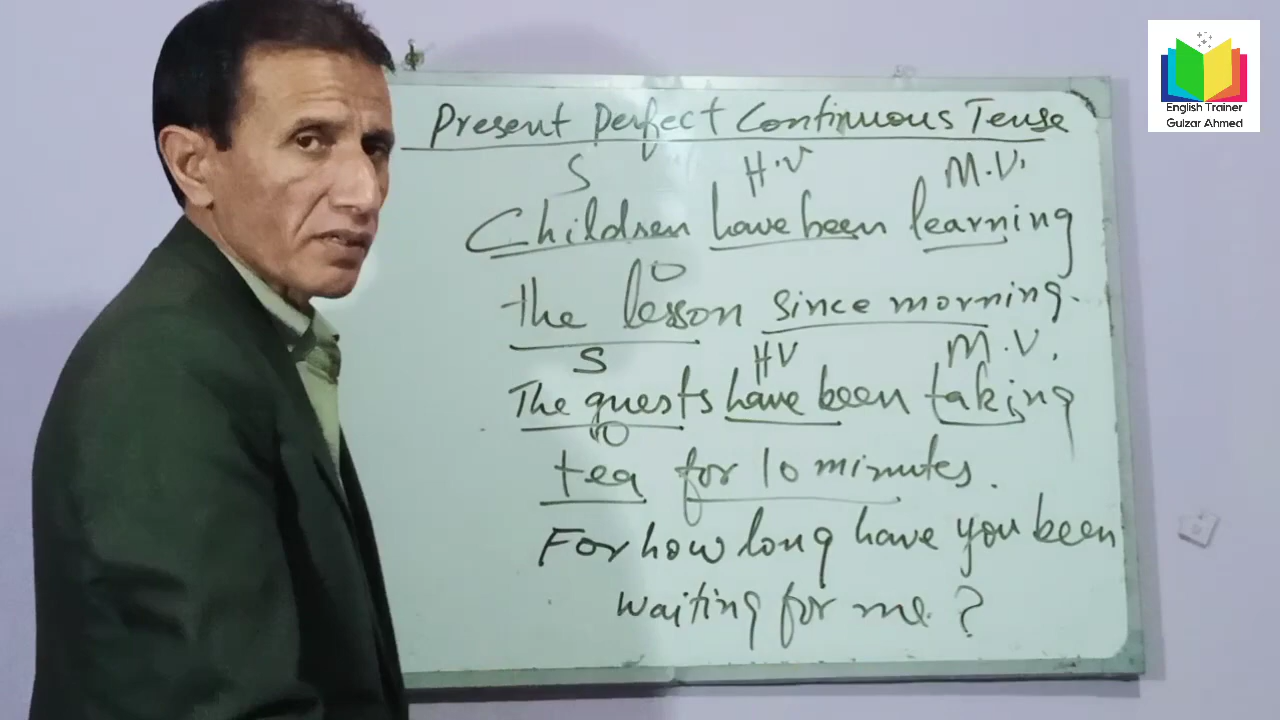 English Trainer
Gulzar Ahmed
Present Perfect Continuous Tense
S H.V M.V.
Children have been learning
O
the lesson since morning.
S HV M.V.
The guests have been taking
O
tea for 10 minutes.
For how long have you been
waiting for me?